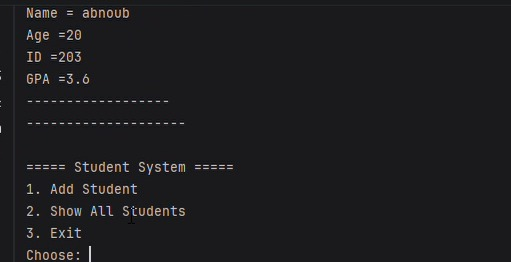 Name = abnoub
Age =20
ID =203
GPA =3.6
------------------
--------------------
===== Student System =====
1. Add Student
2. Show All Students
3. Exit
Choose: